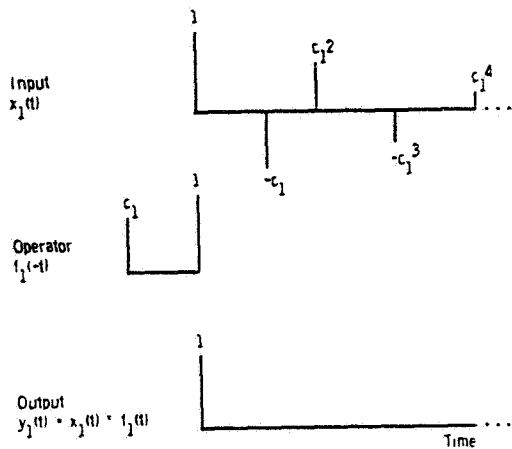 1
c₁²
c₁⁴
Input
x₁(t)
...
-c₁
-c₁³
c₁
1
Operator
f₁(-t)
1
Output
y₁(t) = x₁(t) * f₁(t)
...
Time